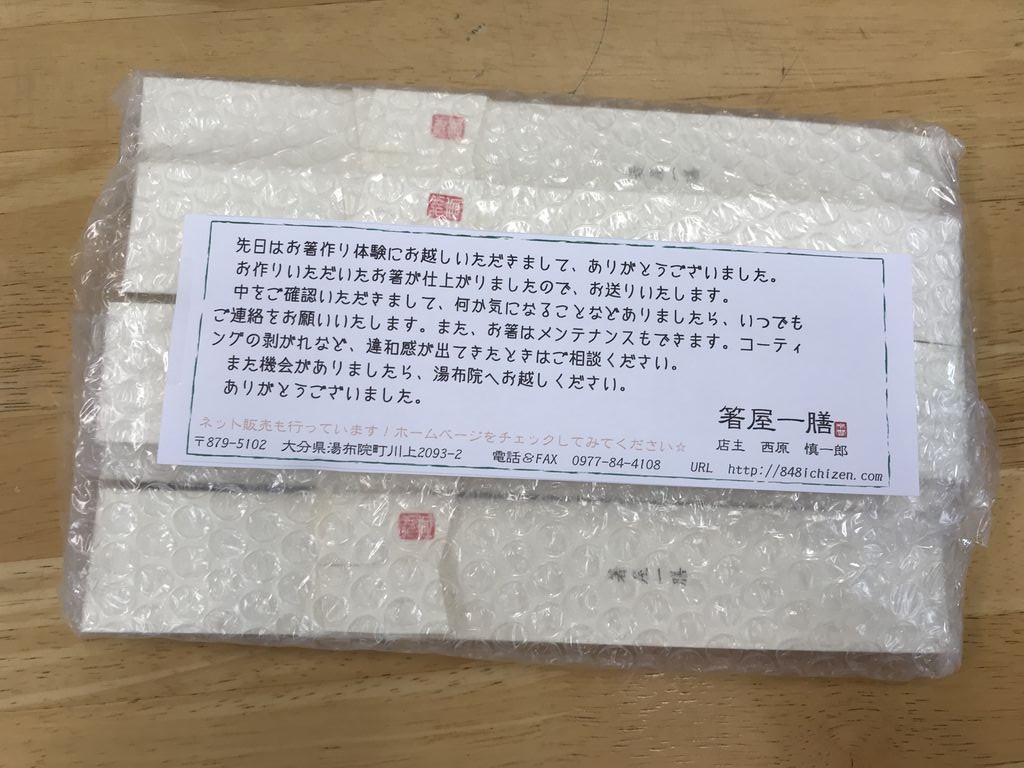 箸屋一膳
先日はお箸作り体験にお越しいただきまして、ありがとうございました。
お作りいただいたお箸が仕上がりましたので、お送りいたします。
中をご確認いただきまして、何か気になることなどありましたら、いつでも
ご連絡をお願いいたします。また、お箸はメンテナンスもできます。コーティ
ングの剥がれなど、違和感が出てきたときはご相談ください。
また機会がありましたら、湯布院へお越しください。
ありがとうございました。
箸屋一膳
ネット販売も行っています!ホームページをチェックしてみてください☆
店主 西原 慎一郎
〒879-5102 大分県湯布院町川上2093-2 電話&FAX 0977-84-4108 URL http://848ichizen.com
箸屋一膳